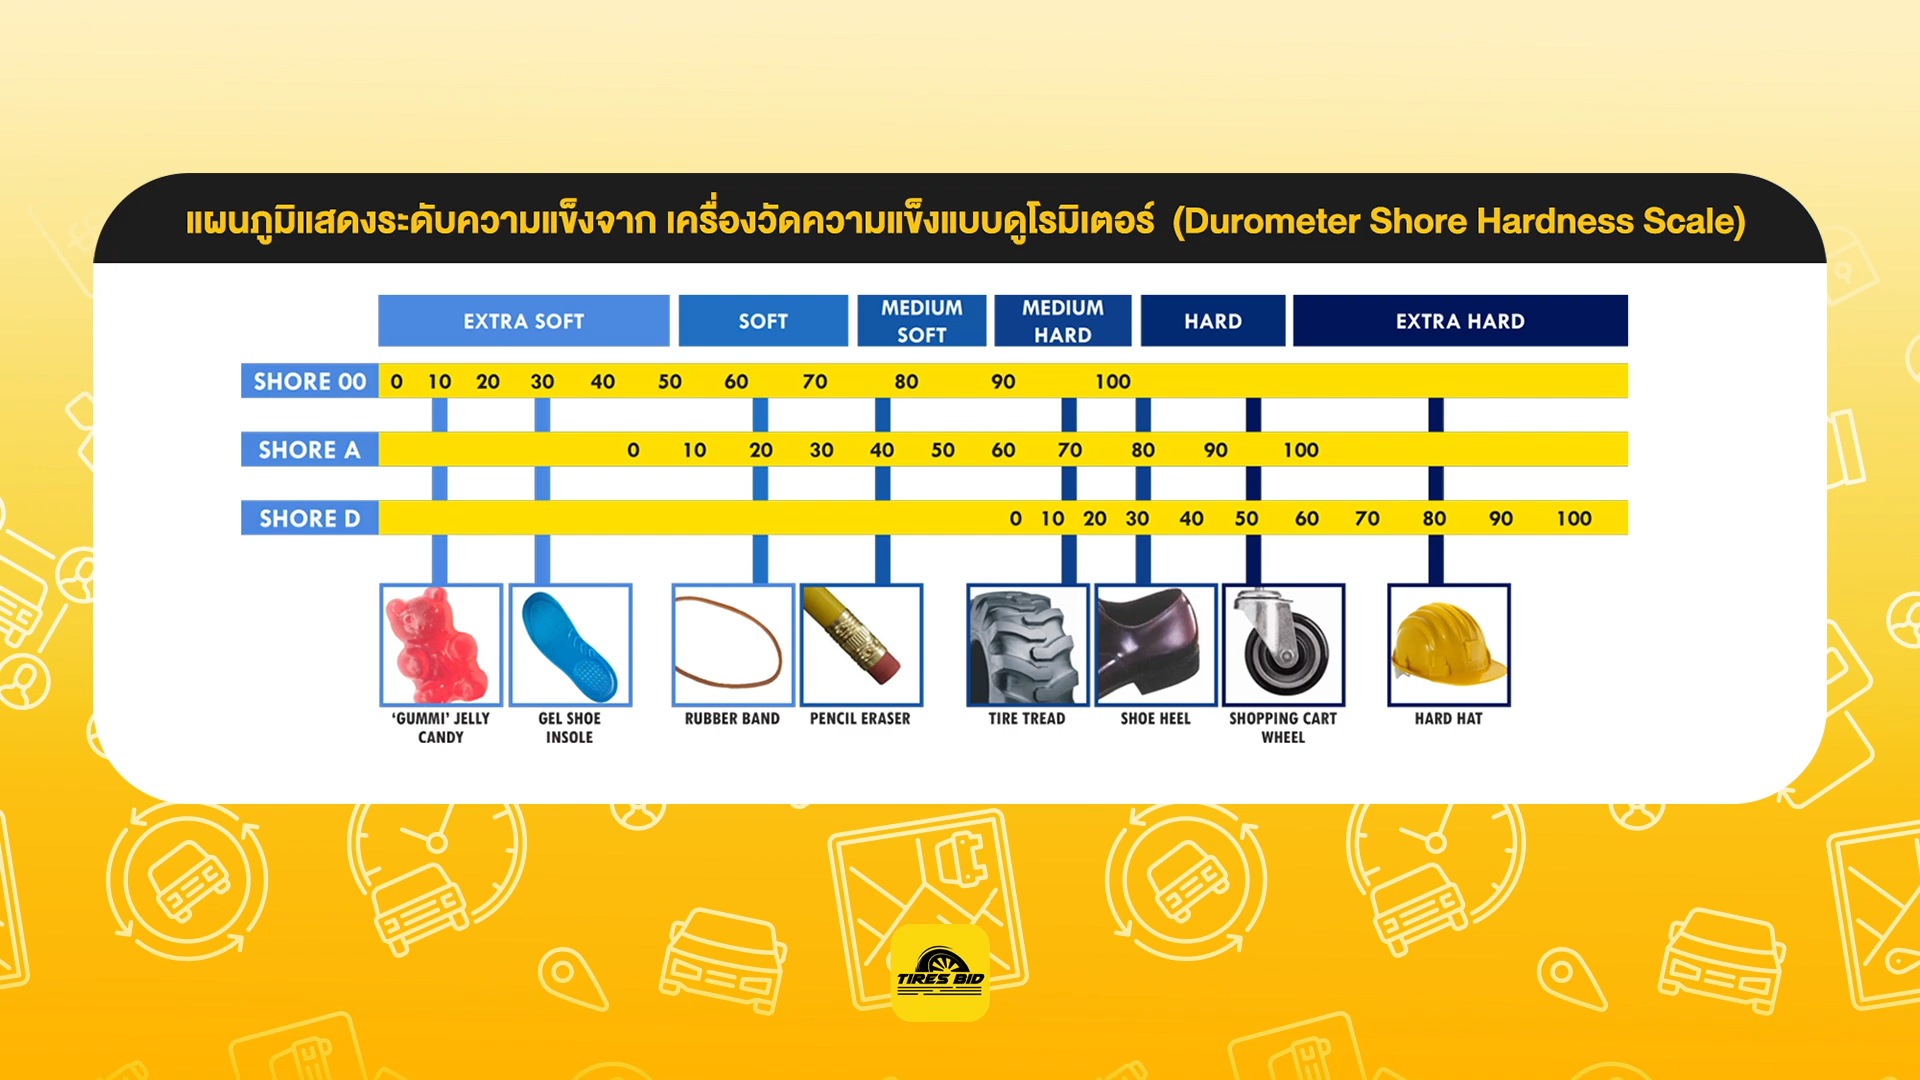 แผนภูมิแสดงระดับความแข็งจาก เครื่องวัดความแข็งแบบดูโรมิเตอร์ (Durometer Shore Hardness Scale)
EXTRA SOFT
SOFT
MEDIUM
SOFT
MEDIUM
HARD
HARD
EXTRA HARD
SHORE 00 0 10 20 30 40 50 60 70 80 90 100
SHORE A 0 10 20 30 40 50 60 70 80 90 100
SHORE D 0 10 20 30 40 50 60 70 80 90 100
‘GUMMI’ JELLY
CANDY
GEL SHOE
INSOLE
RUBBER BAND
PENCIL ERASER
TIRE TREAD
SHOE HEEL
SHOPPING CART
WHEEL
HARD HAT
TIRES BID